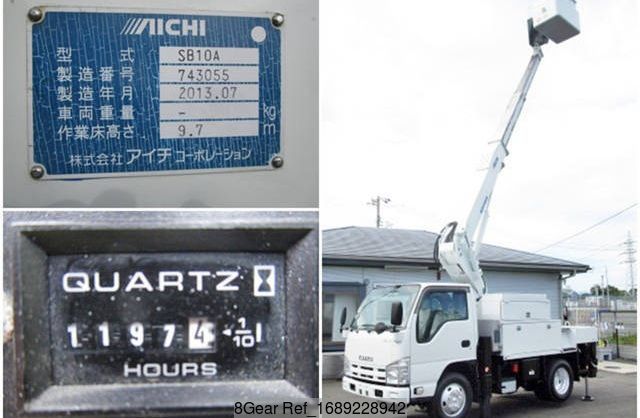 AICHI
型式 SB10A
製造番号 743055
製造年月 2013.07
車両重量 - kg
作業床高さ 9.7 m
株式会社 アイチ コーポレーション
QUARTZ
11974 1/10
HOURS
ISUZU
8Gear Ref_1689228942